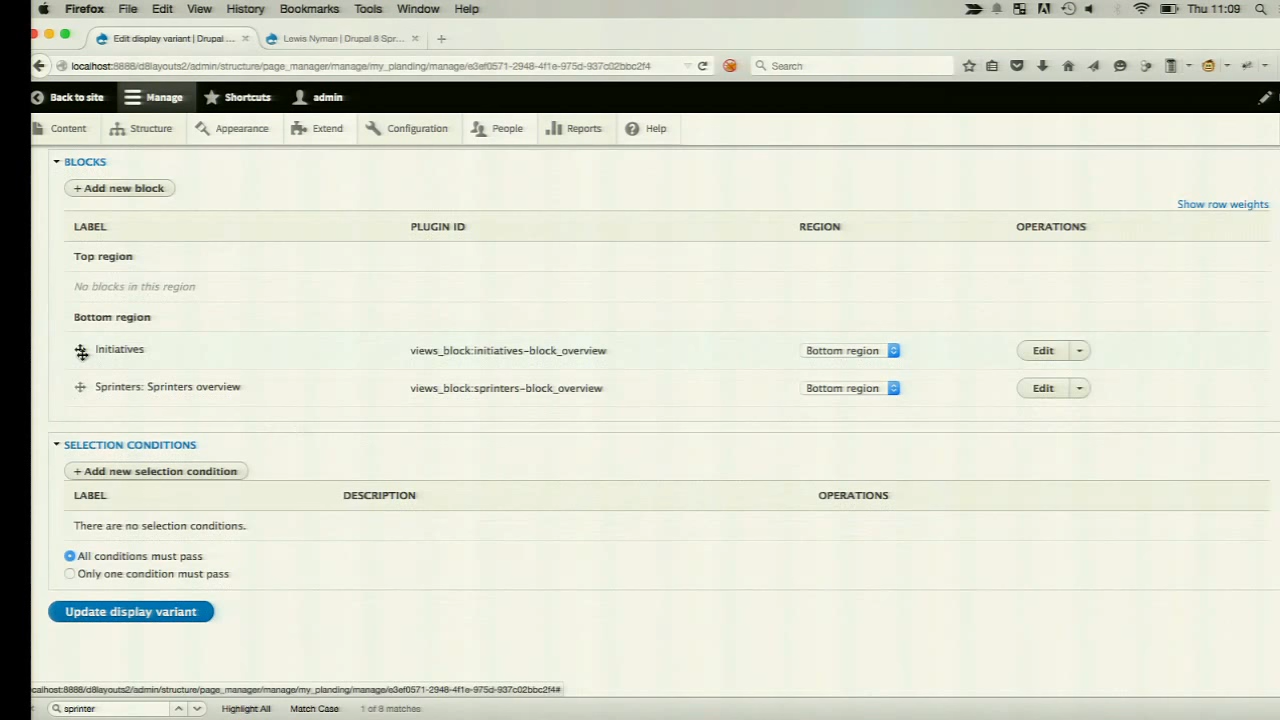 Firefox File Edit View History Bookmarks Tools Window Help Thu 11:09
Edit display variant | Drupal ... × Lewis Nyman | Drupal 8 Spr... × +
localhost:8888/d8layouts2/admin/structure/page_manager/manage/my_planding/manage/e3ef0571-2948-4f1e-975d-937c02bbc2f4 Search
Back to site Manage Shortcuts admin
Content Structure Appearance Extend Configuration People Reports Help
BLOCKS
+ Add new block
Show row weights
LABEL PLUGIN ID REGION OPERATIONS
Top region
No blocks in this region
Bottom region
Initiatives views_block:initiatives-block_overview Bottom region Edit
Sprinters: Sprinters overview views_block:sprinters-block_overview Bottom region Edit
SELECTION CONDITIONS
+ Add new selection condition
LABEL DESCRIPTION OPERATIONS
There are no selection conditions.
All conditions must pass
Only one condition must pass
Update display variant
ocalhost:8888/d8layouts2/admin/structure/page_manager/manage/my_planding/manage/e3ef0571-2948-4f1e-975d-937c02bbc2f4#
sprinter Highlight All Match Case 1 of 8 matches